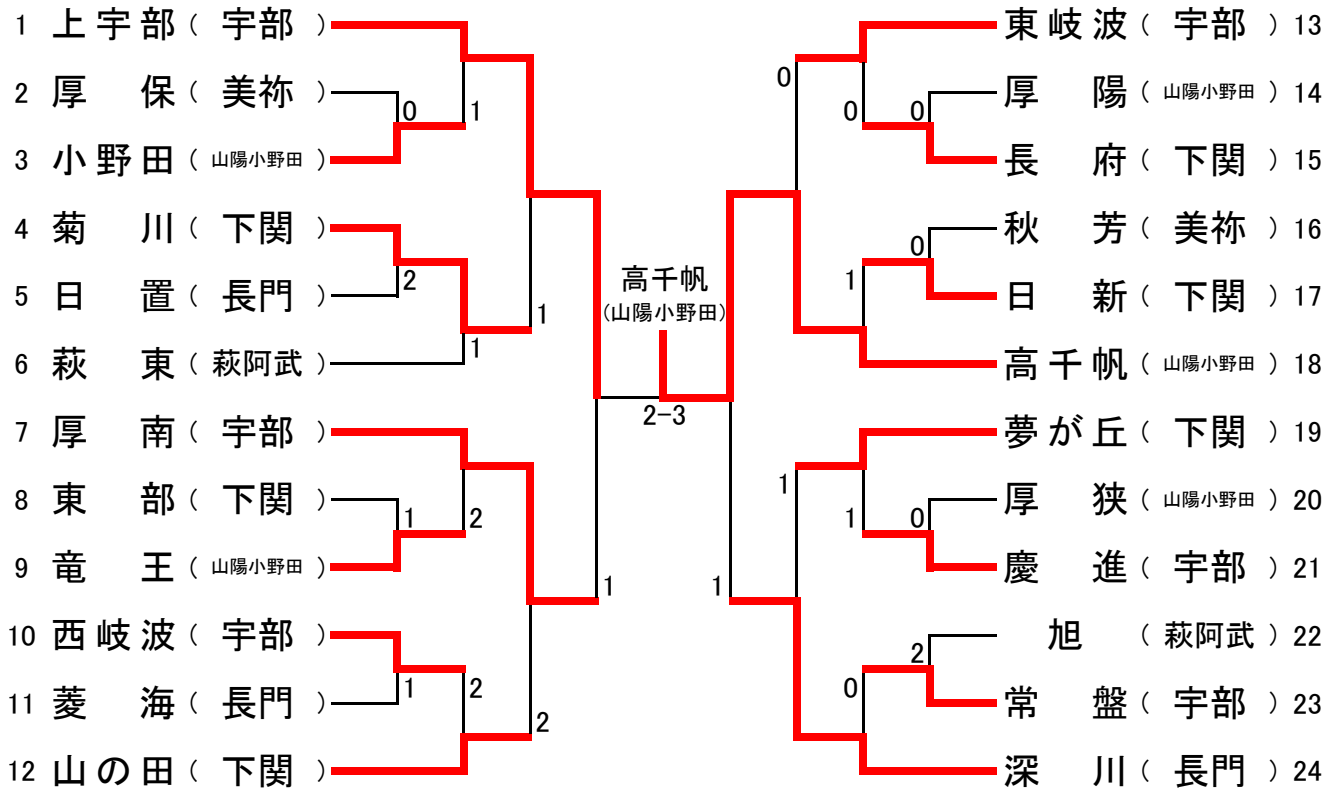 1 上宇部 ( 宇部 )
2 厚 保 ( 美祢 )
0
1
3 小野田 ( 山陽小野田 )
4 菊 川 ( 下関 )
2
5 日 置 ( 長門 )
1
1
6 萩 東 ( 萩阿武 )
7 厚 南 ( 宇部 )
8 東 部 ( 下関 )
1
2
9 竜 王 ( 山陽小野田 )
1
10 西岐波 ( 宇部 )
1
2
11 菱 海 ( 長門 )
2
12 山の田 ( 下関 )
高千帆
(山陽小野田)
2-3
東岐波 ( 宇部 ) 13
0
厚 陽 ( 山陽小野田 ) 14
0
0
長 府 ( 下関 ) 15
秋 芳 ( 美祢 ) 16
0
1
日 新 ( 下関 ) 17
高千帆 ( 山陽小野田 ) 18
夢が丘 ( 下関 ) 19
1
厚 狭 ( 山陽小野田 ) 20
1
0
慶 進 ( 宇部 ) 21
1
旭 ( 萩阿武 ) 22
2
0
常 盤 ( 宇部 ) 23
深 川 ( 長門 ) 24